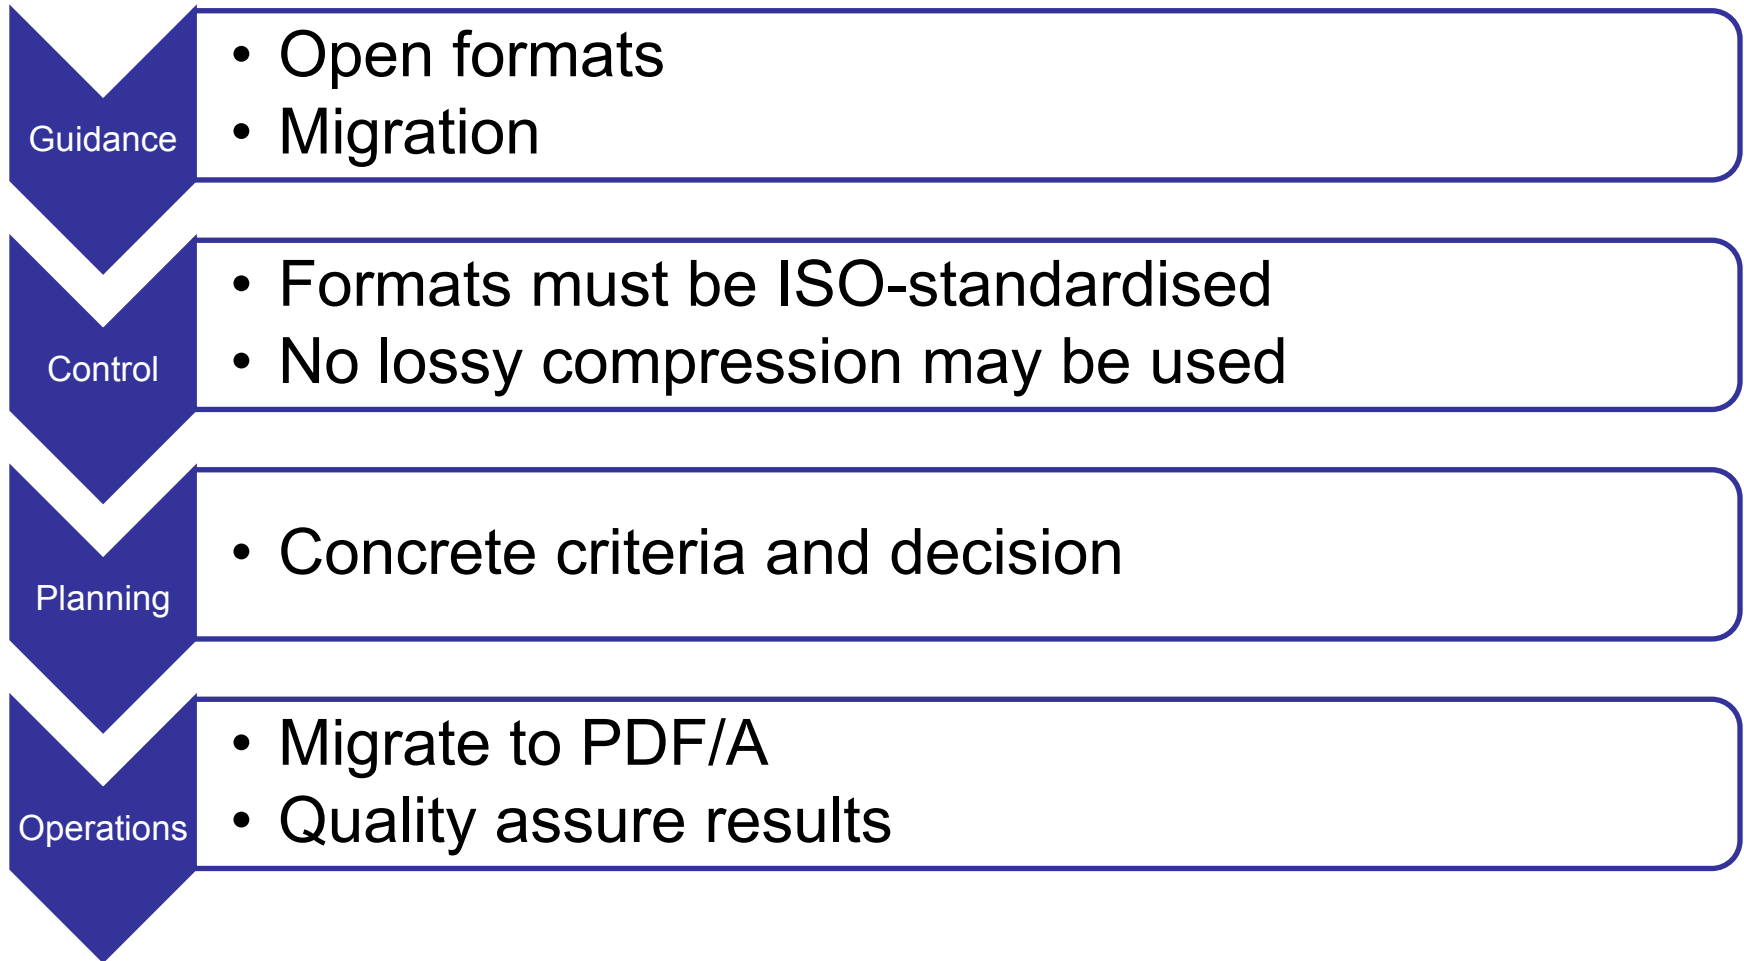 Guidance
• Open formats
• Migration
Control
• Formats must be ISO-standardised
• No lossy compression may be used
Planning
• Concrete criteria and decision
Operations
• Migrate to PDF/A
• Quality assure results